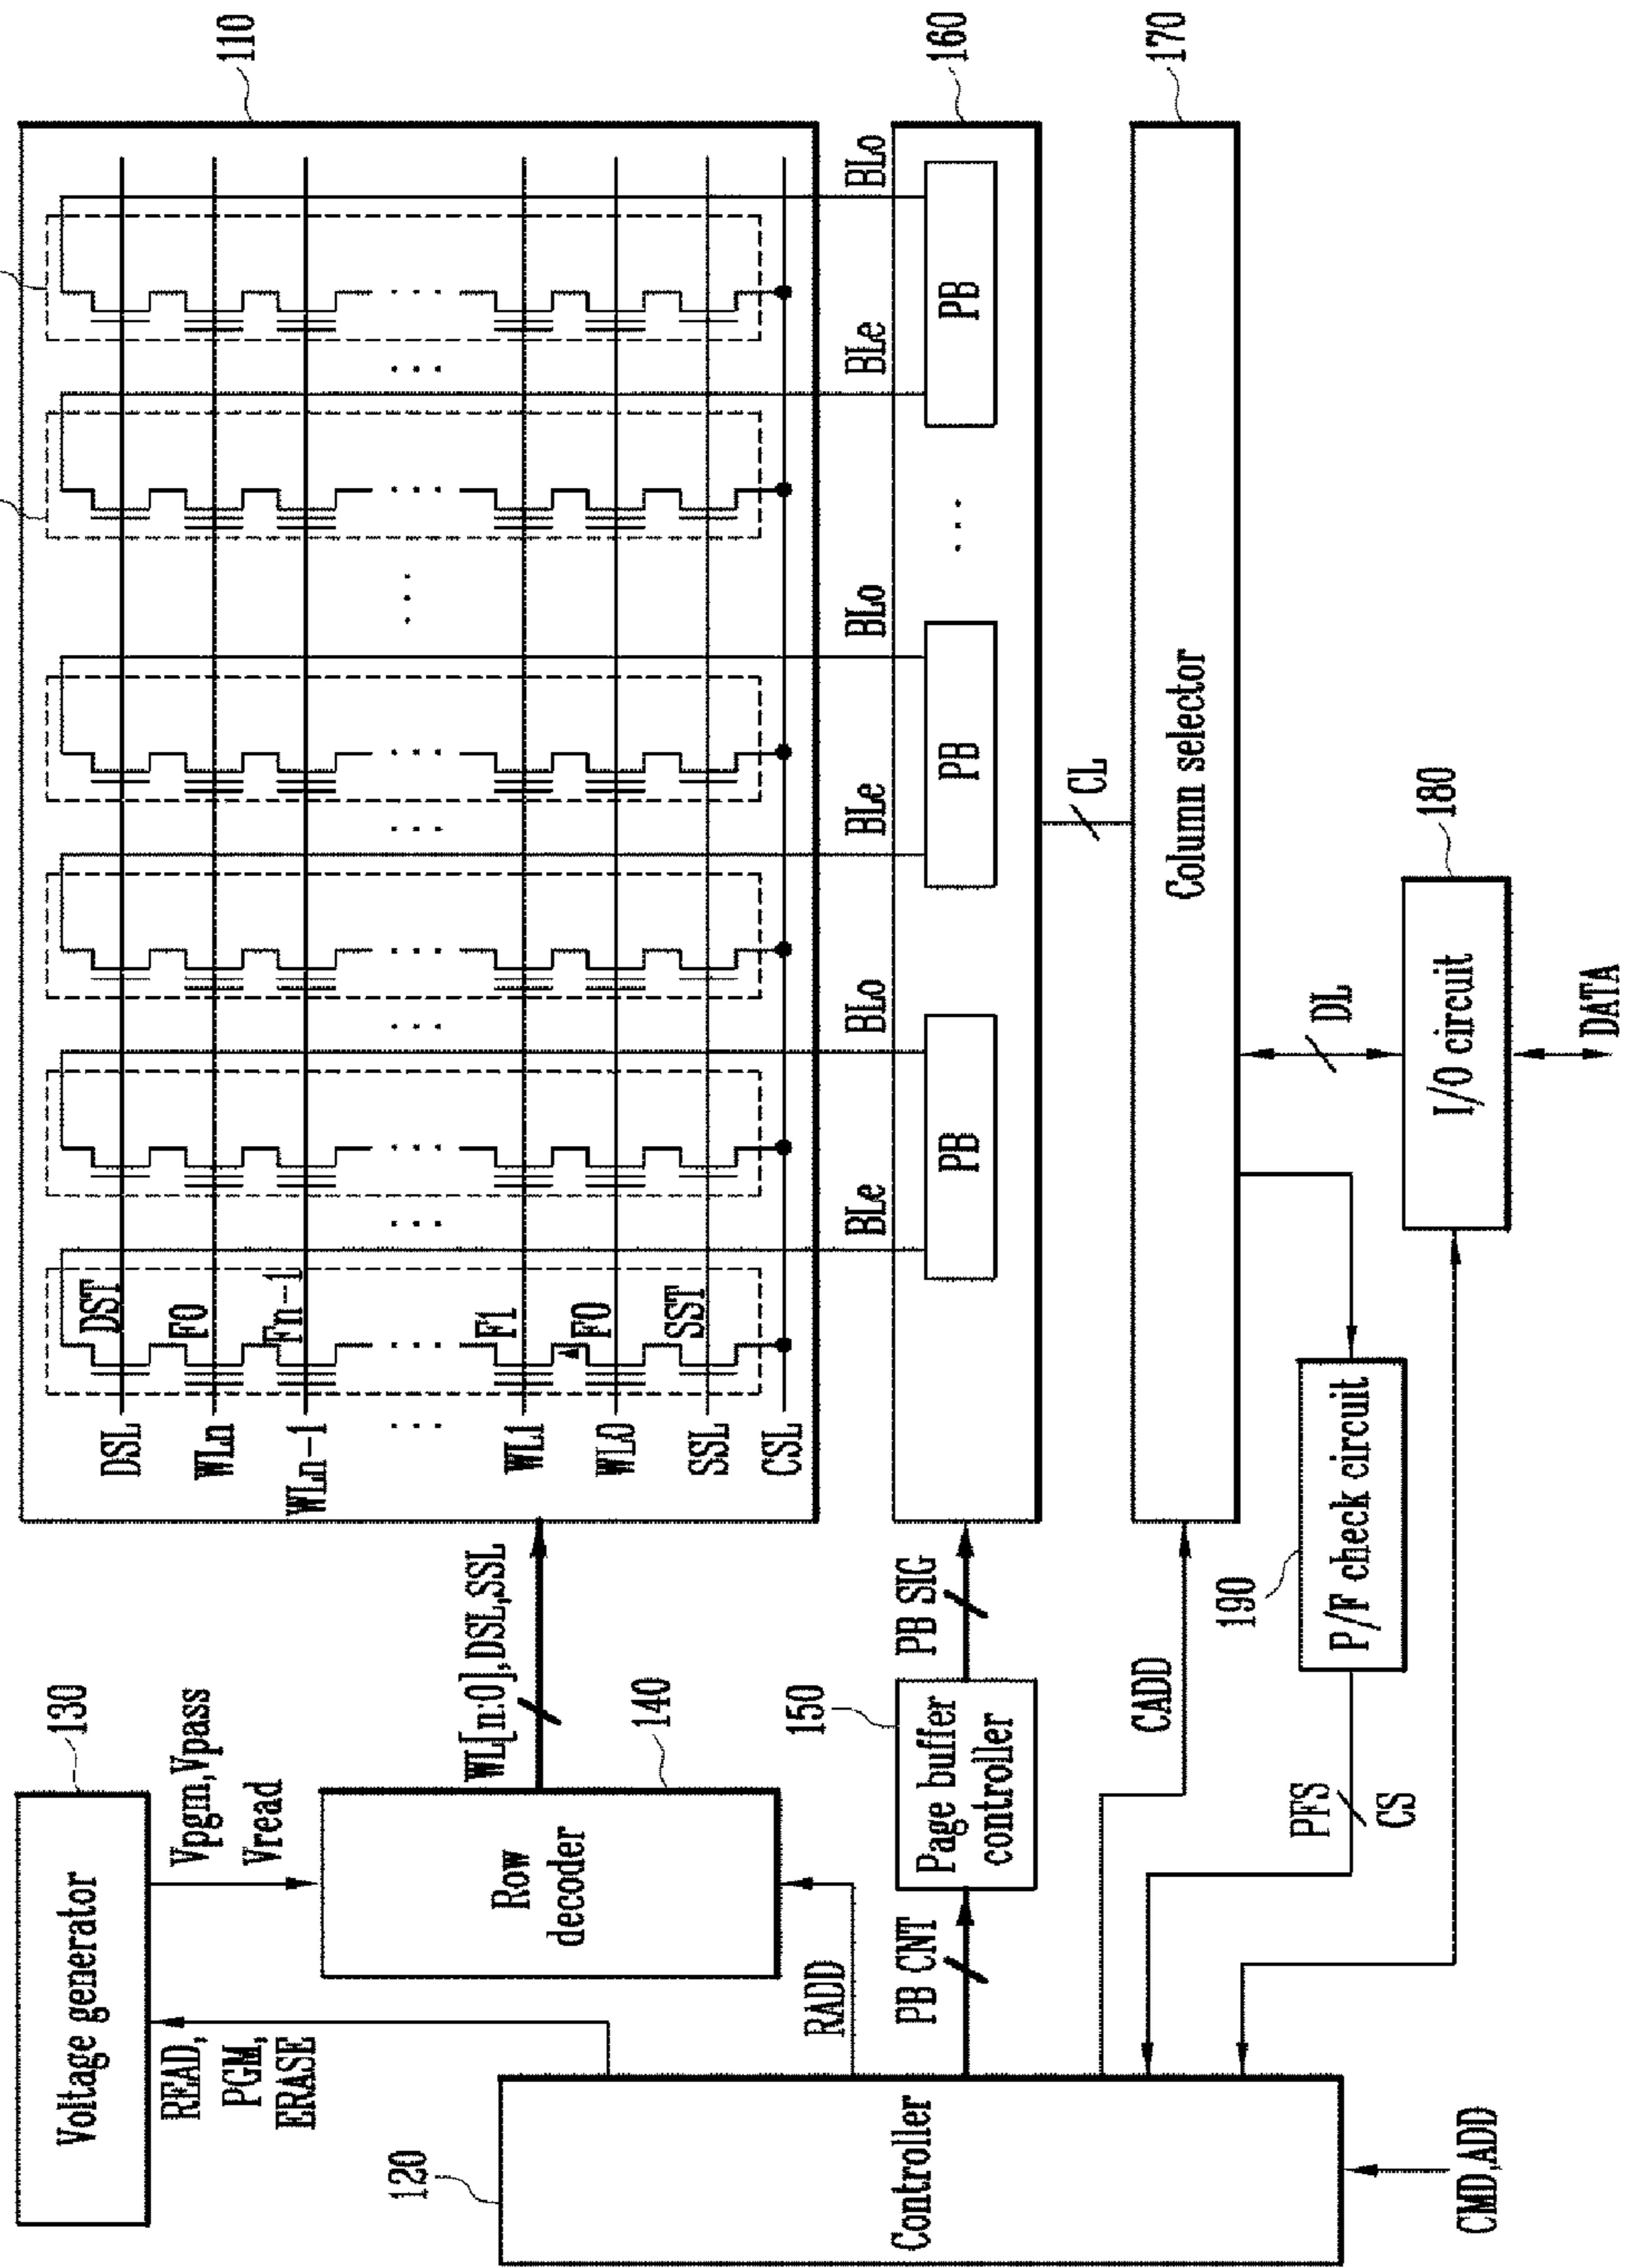 110
DSL
WLn
WLn-1
WL1
WL0
SSL
CSL
DST
F0
Fn-1
F1
F0
SST
BLe
BLo
BLe
BLo
BLe
BLo
130
Voltage generator
Vpgm,Vpass
Vread
READ,
PGM,
ERASE
WL[n:0],DSL,SSL
140
Row
decoder
RADD
120
Controller
CMD,ADD
PB CNT
150
Page buffer
controller
PB SIG
160
PB
PB
PB
CL
CADD
170
Column selector
PFS
CS
190
P/F check circuit
DL
180
I/O circuit
DATA